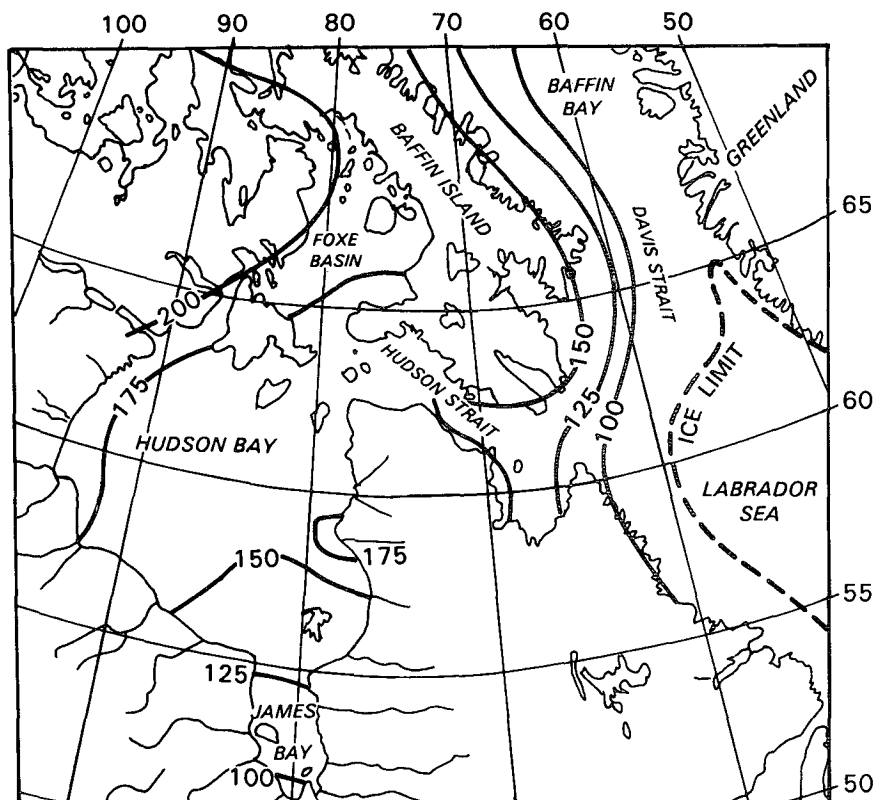 100 90 80 70 60 50
BAFFIN
BAY
GREENLAND
BAFFIN ISLAND
65
DAVIS STRAIT
FOXE
BASIN
200
150
HUDSON STRAIT
ICE LIMIT
175
125
60
100
HUDSON BAY
LABRADOR
SEA
175
150
55
125
JAMES
BAY
100
50